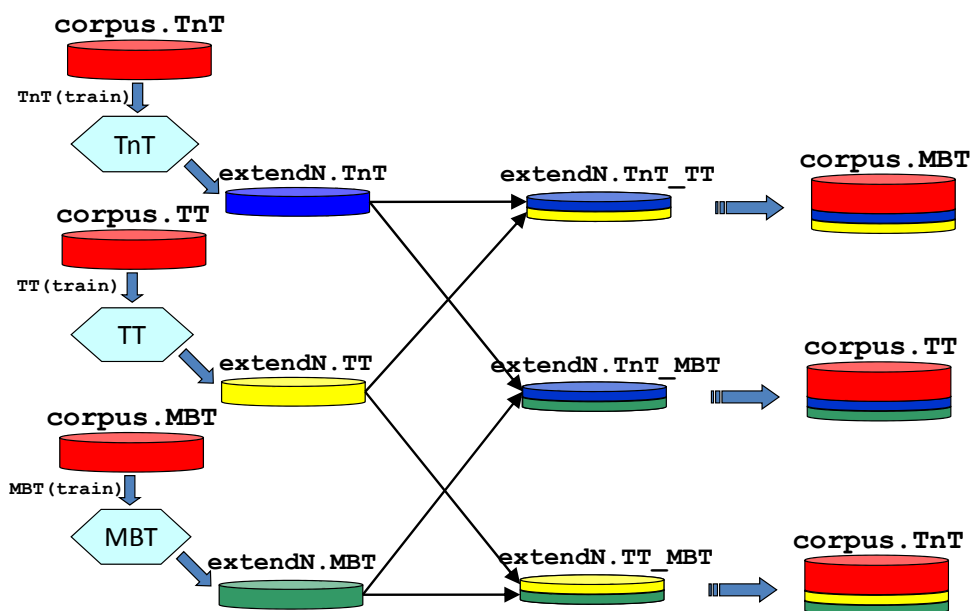 corpus.TnT
TnT(train)
TnT
extendN.TnT
extendN.TnT_TT
corpus.MBT
corpus.TT
TT(train)
TT
extendN.TT
extendN.TnT_MBT
corpus.TT
corpus.MBT
MBT(train)
MBT
extendN.MBT
extendN.TT_MBT
corpus.TnT